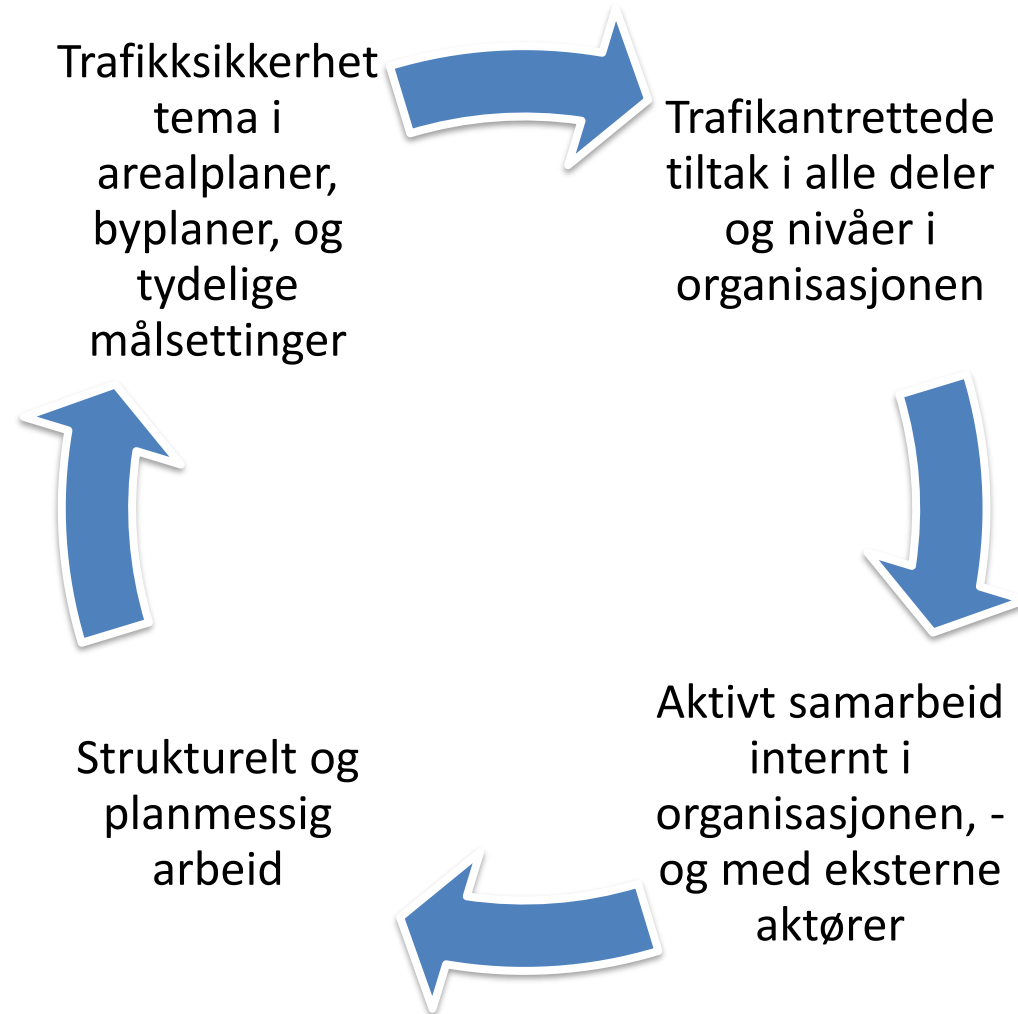 Trafikksikkerhet
tema i
arealplaner,
byplaner, og
tydelige
målsettinger
Trafikantrettede
tiltak i alle deler
og nivåer i
organisasjonen
Aktivt samarbeid
internt i
organisasjonen, -
og med eksterne
aktører
Strukturelt og
planmessig
arbeid